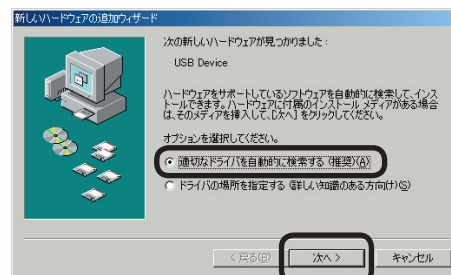 新しいハードウェアの追加ウィザード
次の新しいハードウェアが見つかりました：
USB Device
ハードウェアをサポートしているソフトウェアを自動的に検索して、インス
トールできます。ハードウェアに付属のインストール メディアがある場合
は、そのメディアを挿入して、[次へ] をクリックしてください。
オプションを選択してください。
適切なドライバを自動的に検索する (推奨)(A)
ドライバの場所を指定する (詳しい知識のある方向け)(S)
< 戻る(B)
次へ >
キャンセル